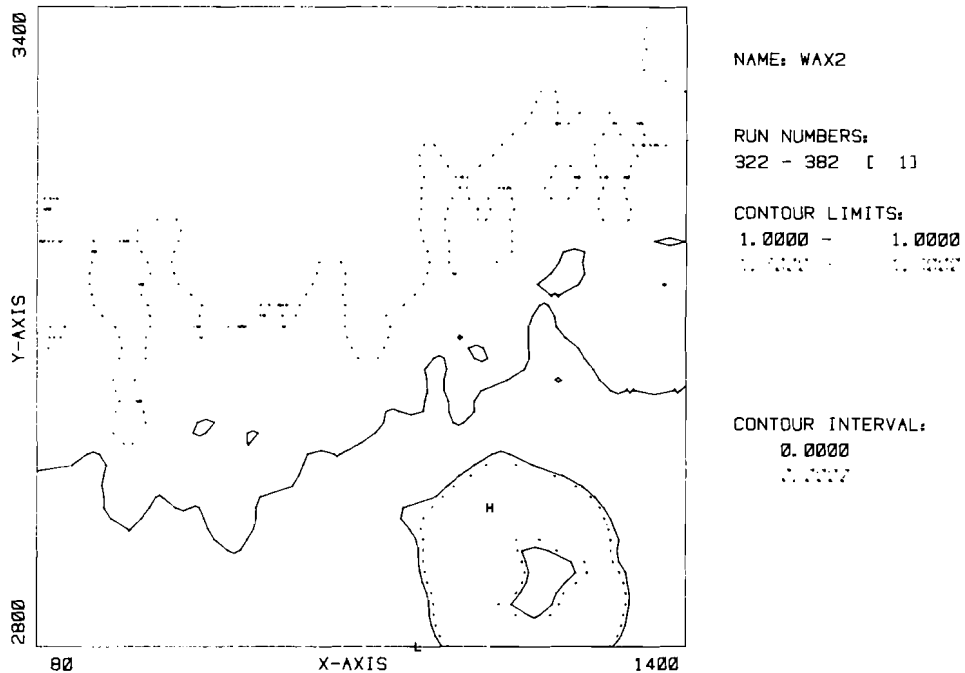 3400
Y-AXIS
2800
80
X-AXIS
1400
H
L
NAME: WAX2
RUN NUMBERS:
322 - 382 [ 1]
CONTOUR LIMITS:
1.0000 - 1.0000
CONTOUR INTERVAL:
0.0000